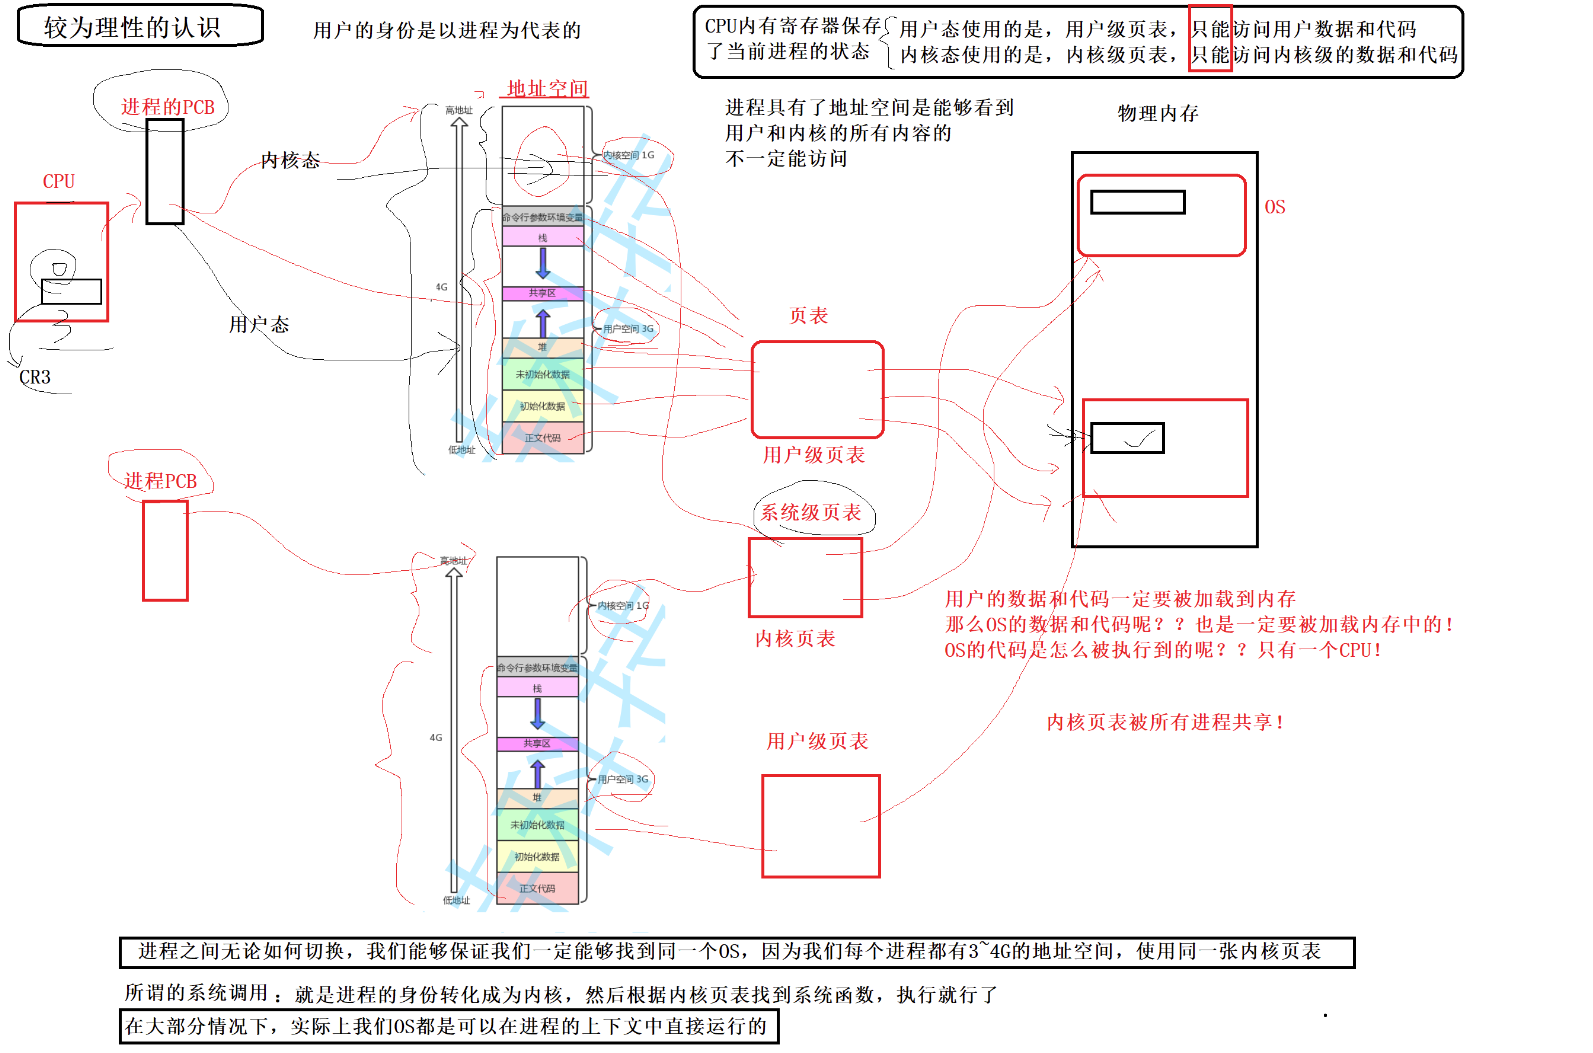 较为理性的认识
用户的身份是以进程为代表的
CPU内有寄存器保存
了当前进程的状态
用户态使用的是，用户级页表，只能访问用户数据和代码
内核态使用的是，内核级页表，只能访问内核级的数据和代码
进程具有了地址空间是能够看到
用户和内核的所有内容的
不一定能访问
物理内存
进程的PCB
地址空间
高地址
内核态
内核空间 1G
CPU
OS
命令行参数环境变量
栈
4G
共享区
用户态
用户空间 3G
页表
堆
CR3
未初始化数据
初始化数据
正文代码
低地址
用户级页表
进程PCB
系统级页表
高地址
内核空间 1G
内核页表
用户的数据和代码一定要被加载到内存
那么OS的数据和代码呢？？也是一定要被加载内存中的！
OS的代码是怎么被执行到的呢？？只有一个CPU！
命令行参数环境变量
栈
内核页表被所有进程共享！
4G
共享区
用户级页表
用户空间 3G
堆
未初始化数据
初始化数据
正文代码
低地址
进程之间无论如何切换，我们能够保证我们一定能够找到同一个OS，因为我们每个进程都有3~4G的地址空间，使用同一张内核页表
所谓的系统调用：就是进程的身份转化成为内核，然后根据内核页表找到系统函数，执行就行了
在大部分情况下，实际上我们OS都是可以在进程的上下文中直接运行的